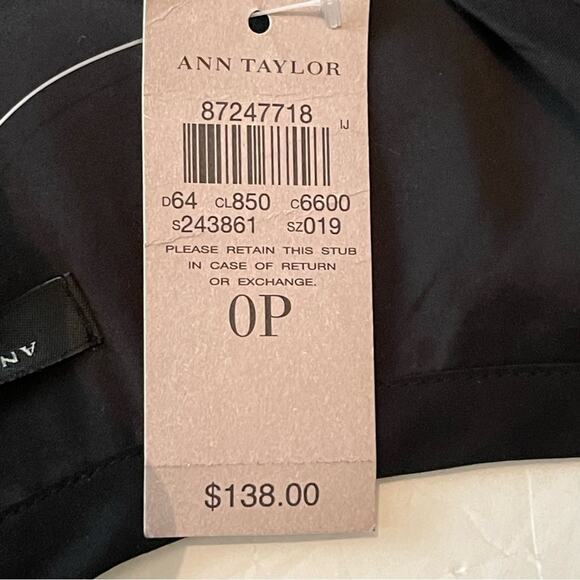 ANN TAYLOR
87247718
IJ
D64 CL850 C6600
S243861 SZ019
PLEASE RETAIN THIS STUB
IN CASE OF RETURN
OR EXCHANGE.
0P
$138.00
AN